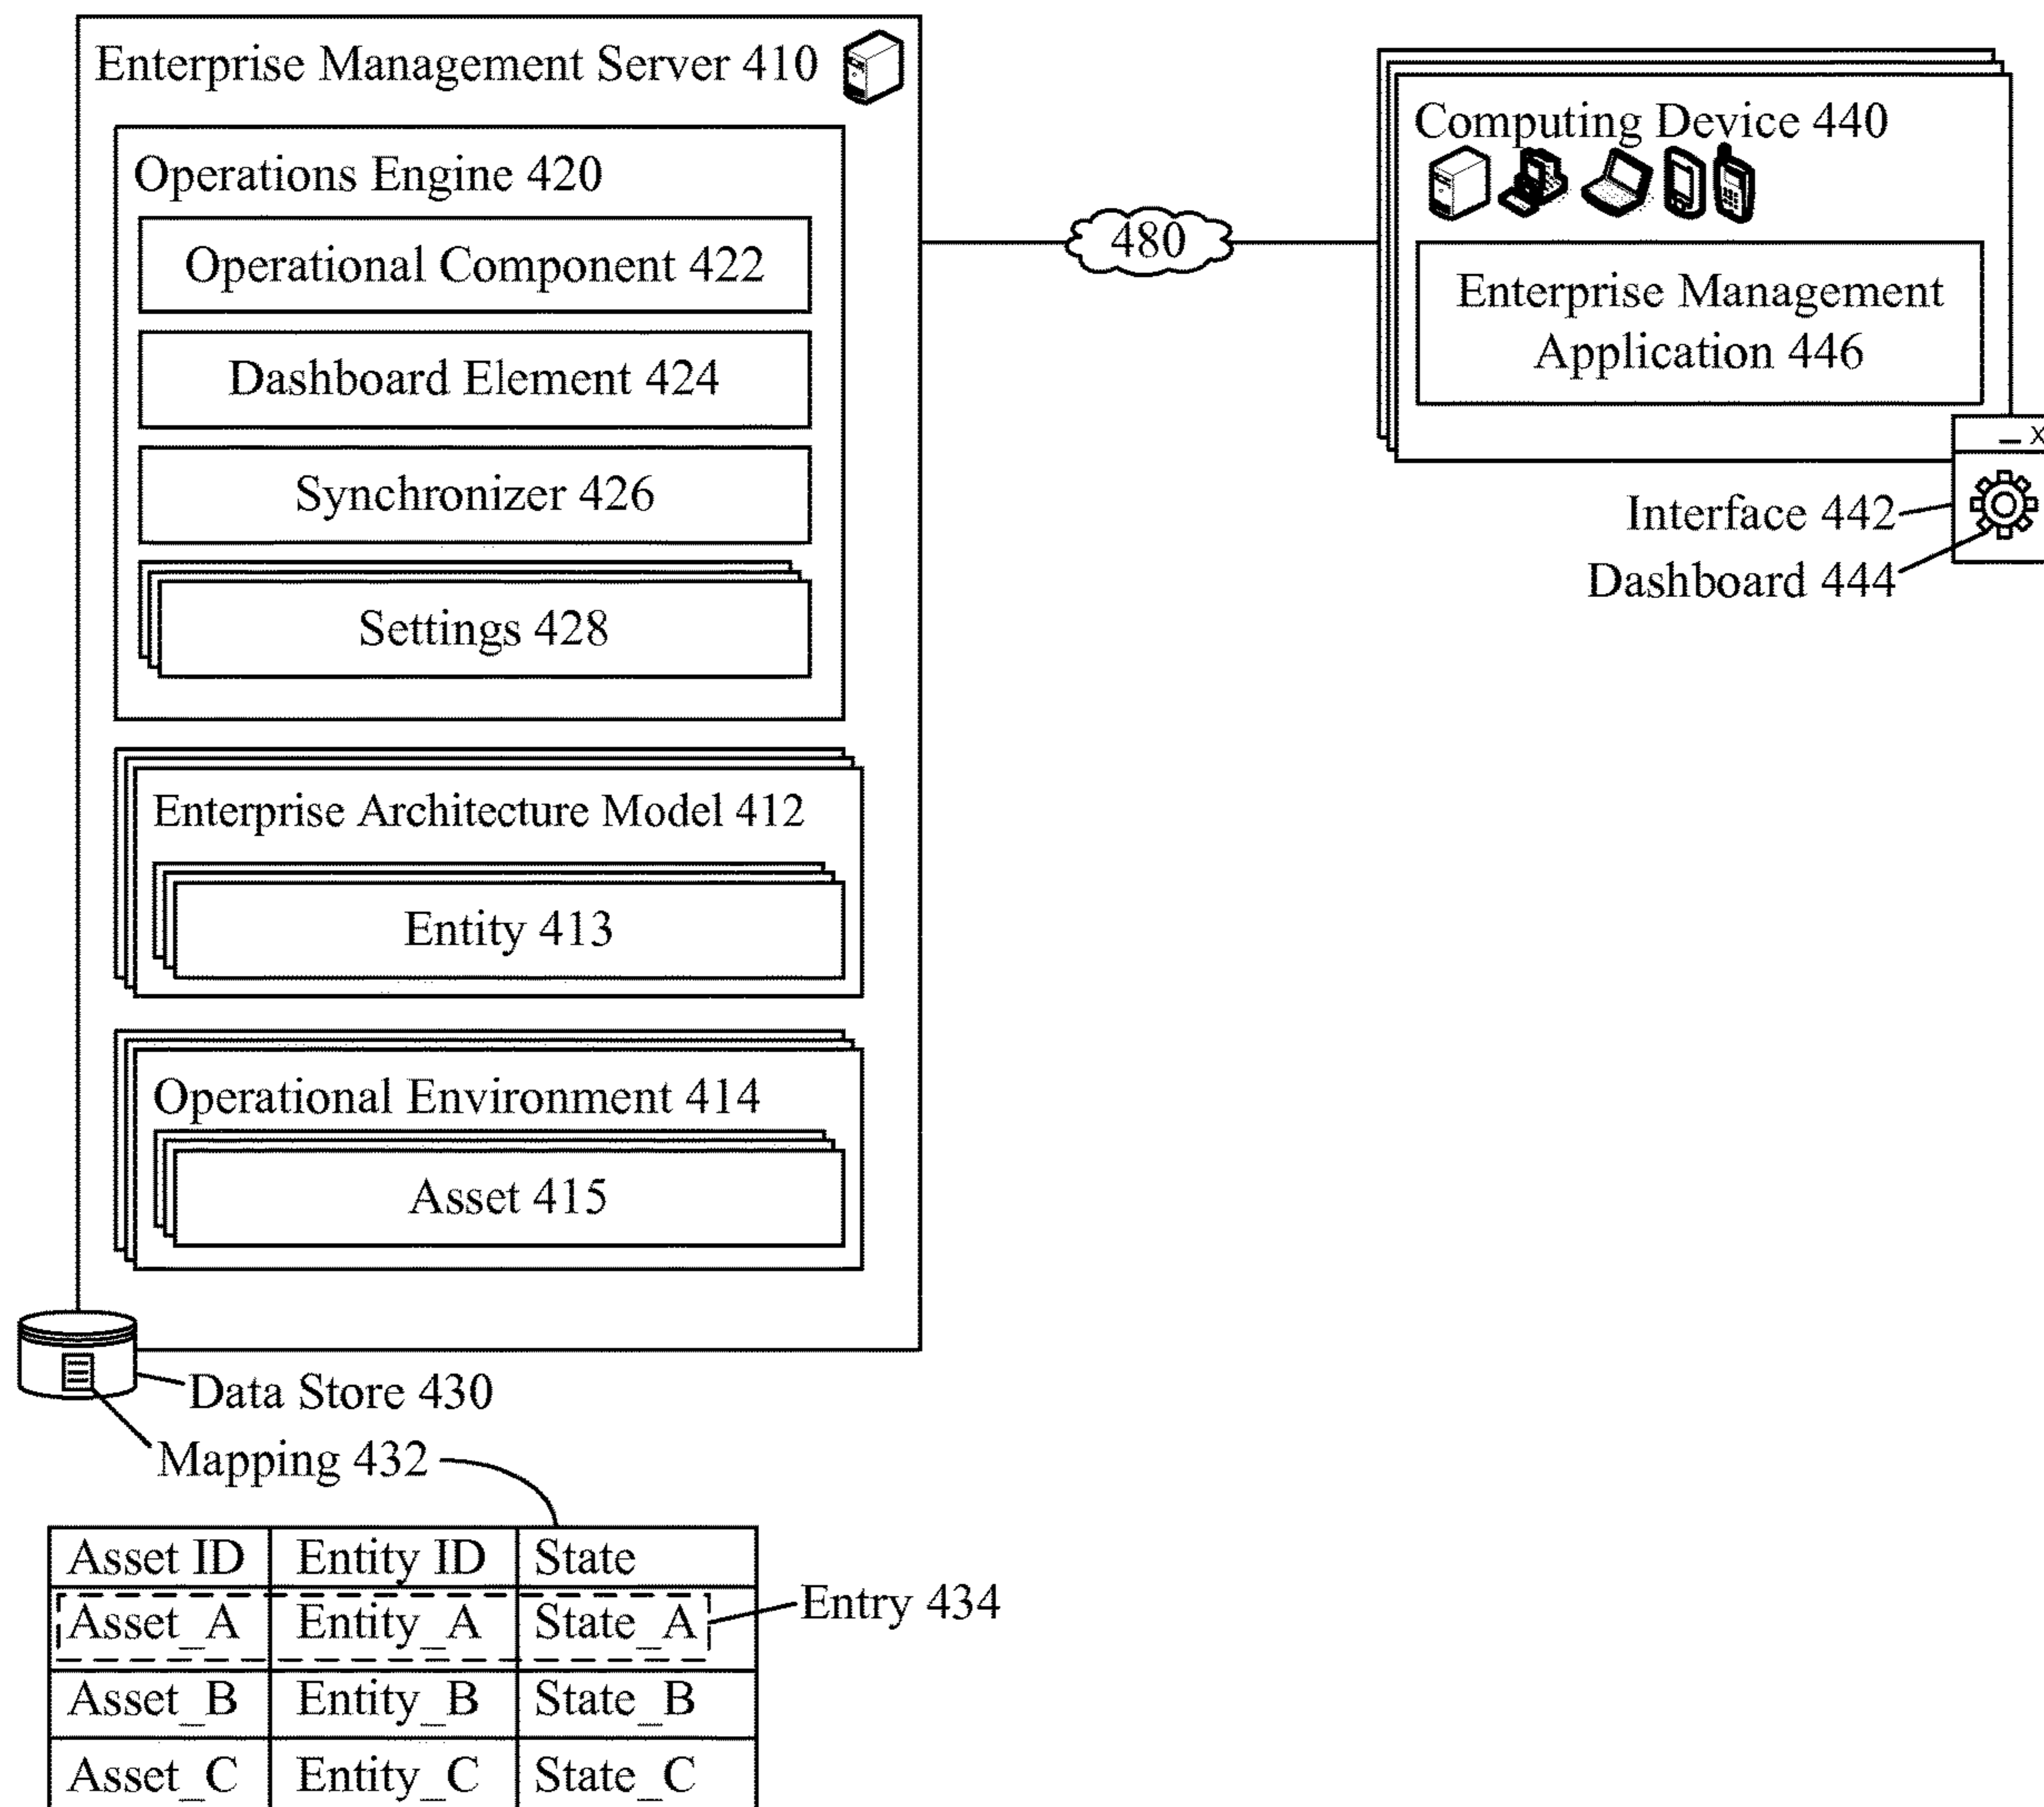 Enterprise Management Server 410
Operations Engine 420
Operational Component 422
Dashboard Element 424
Synchronizer 426
Settings 428
Enterprise Architecture Model 412
Entity 413
Operational Environment 414
Asset 415
Data Store 430
Mapping 432
Asset ID Entity ID State
Asset_A Entity_A State_A
Asset_B Entity_B State_B
Asset_C Entity_C State_C
Entry 434
480
Computing Device 440
Enterprise Management
Application 446
Interface 442
Dashboard 444